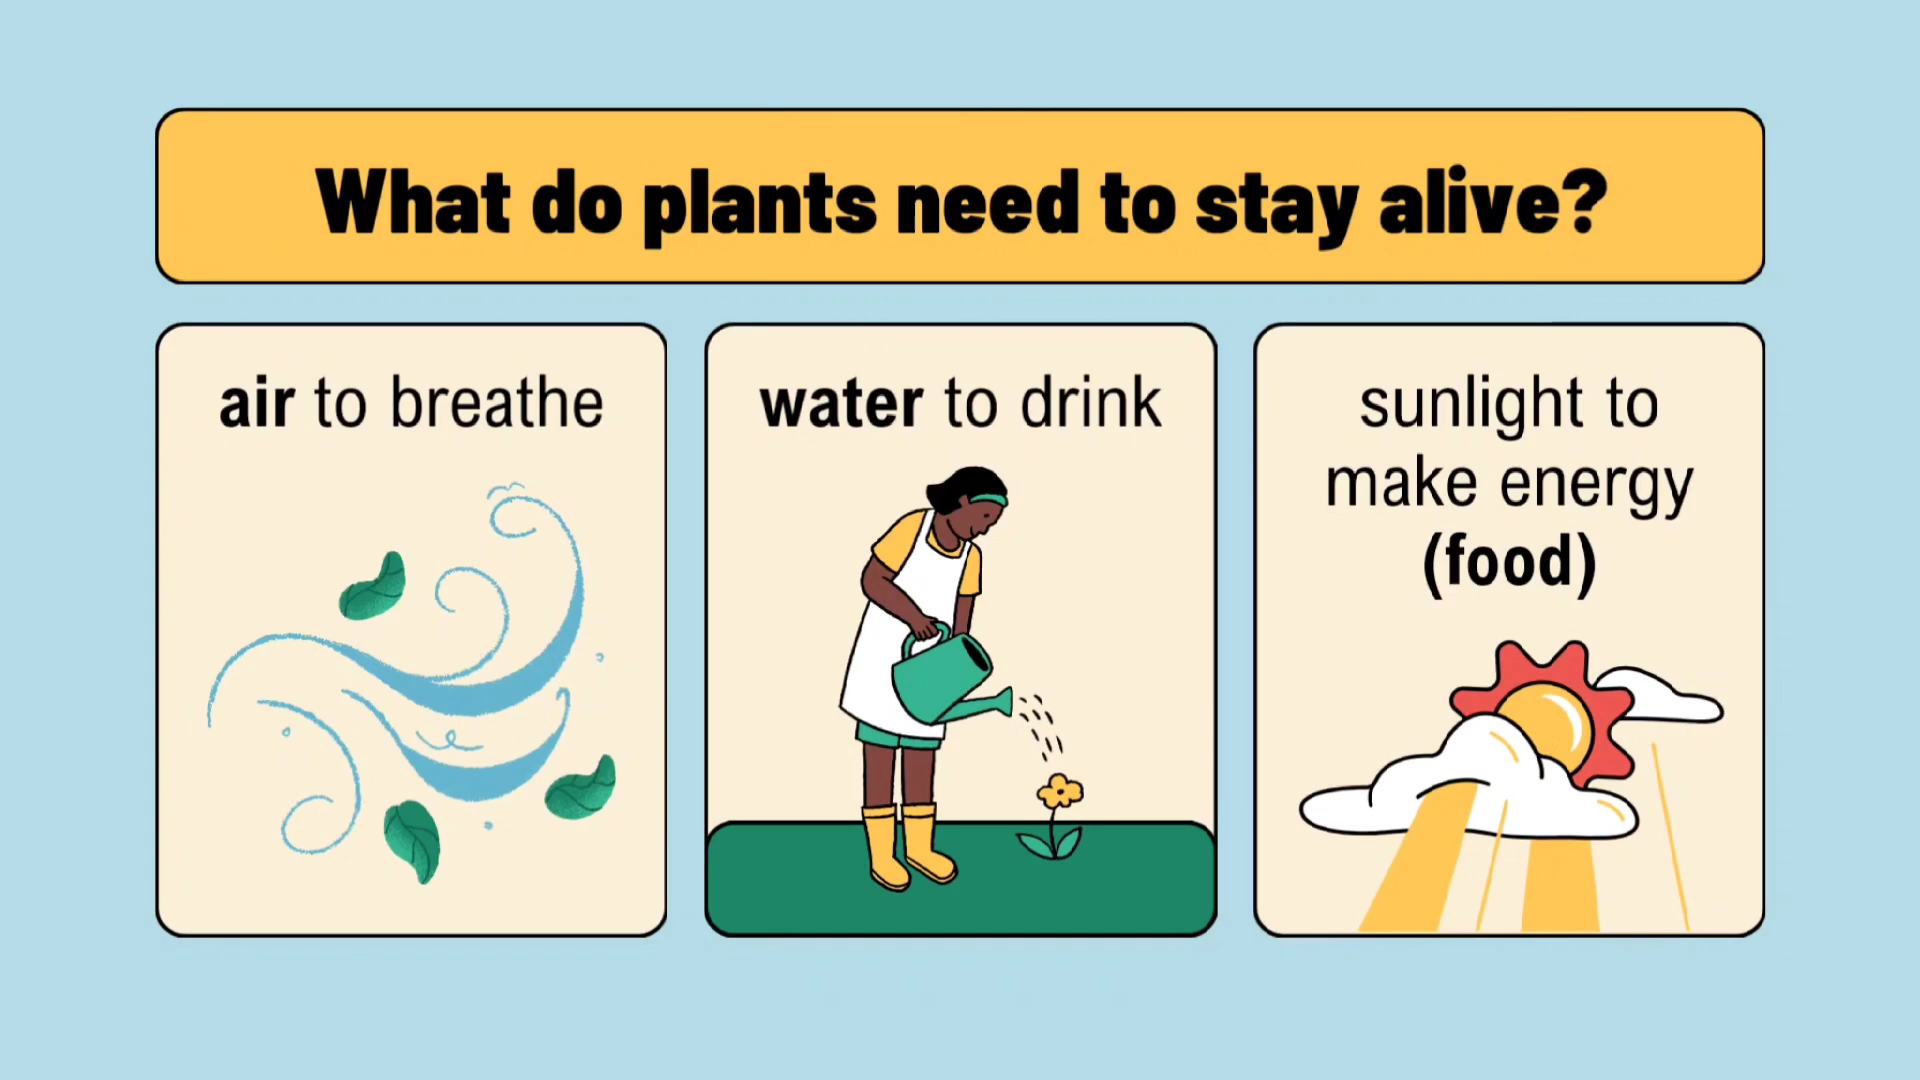 What do plants need to stay alive?
air to breathe
water to drink
sunlight to
make energy
(food)